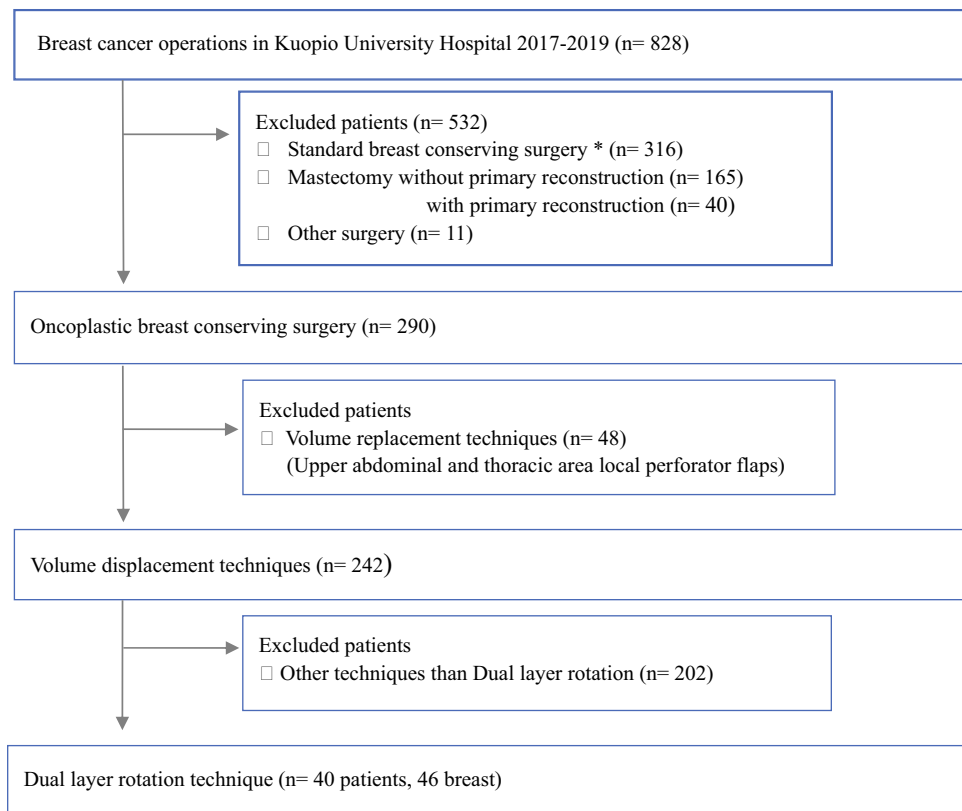 Breast cancer operations in Kuopio University Hospital 2017-2019 (n= 828)
Excluded patients (n= 532)
□ Standard breast conserving surgery * (n= 316)
□ Mastectomy without primary reconstruction (n= 165)
with primary reconstruction (n= 40)
□ Other surgery (n= 11)
Oncoplastic breast conserving surgery (n= 290)
Excluded patients
□ Volume replacement techniques (n= 48)
(Upper abdominal and thoracic area local perforator flaps)
Volume displacement techniques (n= 242)
Excluded patients
□ Other techniques than Dual layer rotation (n= 202)
Dual layer rotation technique (n= 40 patients, 46 breast)